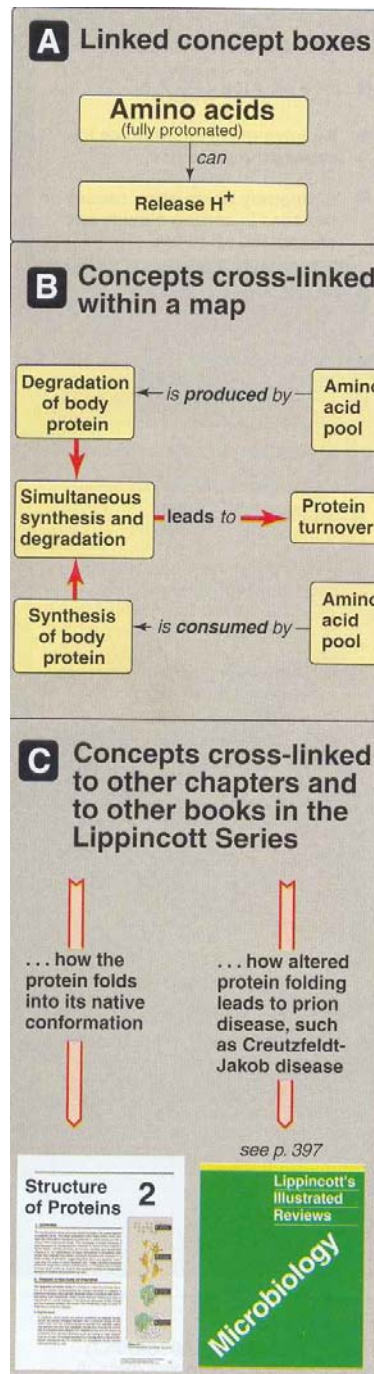 A Linked concept boxes
Amino acids
(fully protonated)
can
Release H+
B Concepts cross-linked
within a map
Degradation
of body
protein
is produced by
Amino
acid
pool
Simultaneous
synthesis and
degradation
leads to
Protein
turnover
Synthesis
of body
protein
is consumed by
Amino
acid
pool
C Concepts cross-linked
to other chapters and
to other books in the
Lippincott Series
. . . how the
protein folds
into its native
conformation
. . . how altered
protein folding
leads to prion
disease, such
as Creutzfeldt-
Jakob disease
see p. 397
Structure
of Proteins 2
Lippincott's
Illustrated
Reviews
Microbiology